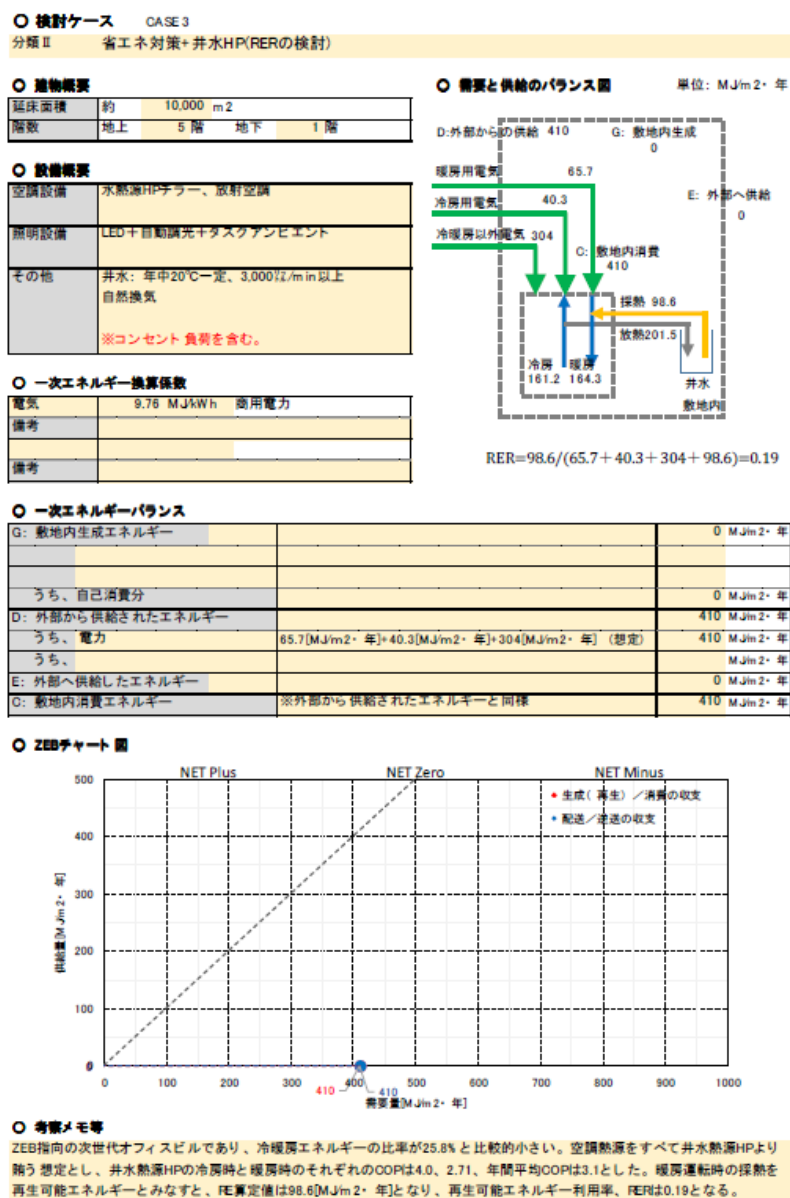 ○ 検討ケース CASE 3
分類Ⅱ 省エネ対策+井水HP(RERの検討)
○ 建物概要
延床面積 約 10,000 m2
階数 地上 5 階 地下 1 階
○ 設備概要
空調設備 水熱源HPチラー、放射空調
照明設備 LED+自動調光+タスクアンビエント
その他 井水: 年中20℃一定、3,000㍑/min以上
自然換気
※コンセント負荷を含む。
○ 一次エネルギー換算係数
電気 9.76 MJ/kWh 商用電力
備考
備考
○ 需要と供給のバランス図 単位: MJ/m2・年
D:外部からの供給 410 G: 敷地内生成
0
暖房用電気 65.7
E: 外部へ供給
0
冷房用電気 40.3
冷暖房以外電気 304
C: 敷地内消費
410
採熱 98.6
放熱201.5
冷房 暖房
161.2 164.3
井水
敷地内
RER=98.6/(65.7+40.3+304+98.6)=0.19
○ 一次エネルギーバランス
G: 敷地内生成エネルギー 0 MJ/m2・年
うち、自己消費分 0 MJ/m2・年
D: 外部から供給されたエネルギー 410 MJ/m2・年
うち、電力 65.7[MJ/m2・年]+40.3[MJ/m2・年]+304[MJ/m2・年] (想定) 410 MJ/m2・年
うち、 MJ/m2・年
E: 外部へ供給したエネルギー 0 MJ/m2・年
C: 敷地内消費エネルギー ※外部から供給されたエネルギーと同様 410 MJ/m2・年
○ ZEBチャート図
NET Plus NET Zero NET Minus
生成(再生)/消費の収支
配送/逆送の収支
500
400
300
200
100
0
供給量[MJ/m2・年]
0 100 200 300 400 500 600 700 800 900 1000
410 410
需要量[MJ/m2・年]
○ 考察メモ等
ZEB指向の次世代オフィスビルであり、冷暖房エネルギーの比率が25.8%と比較的小さい。空調熱源をすべて井水熱源HPより
賄う想定とし、井水熱源HPの冷房時と暖房時のそれぞれのCOPは4.0、2.71、年間平均COPは3.1とした。暖房運転時の採熱を
再生可能エネルギーとみなすと、RE算定値は98.6[MJ/m2・年]となり、再生可能エネルギー利用率、RERは0.19となる。